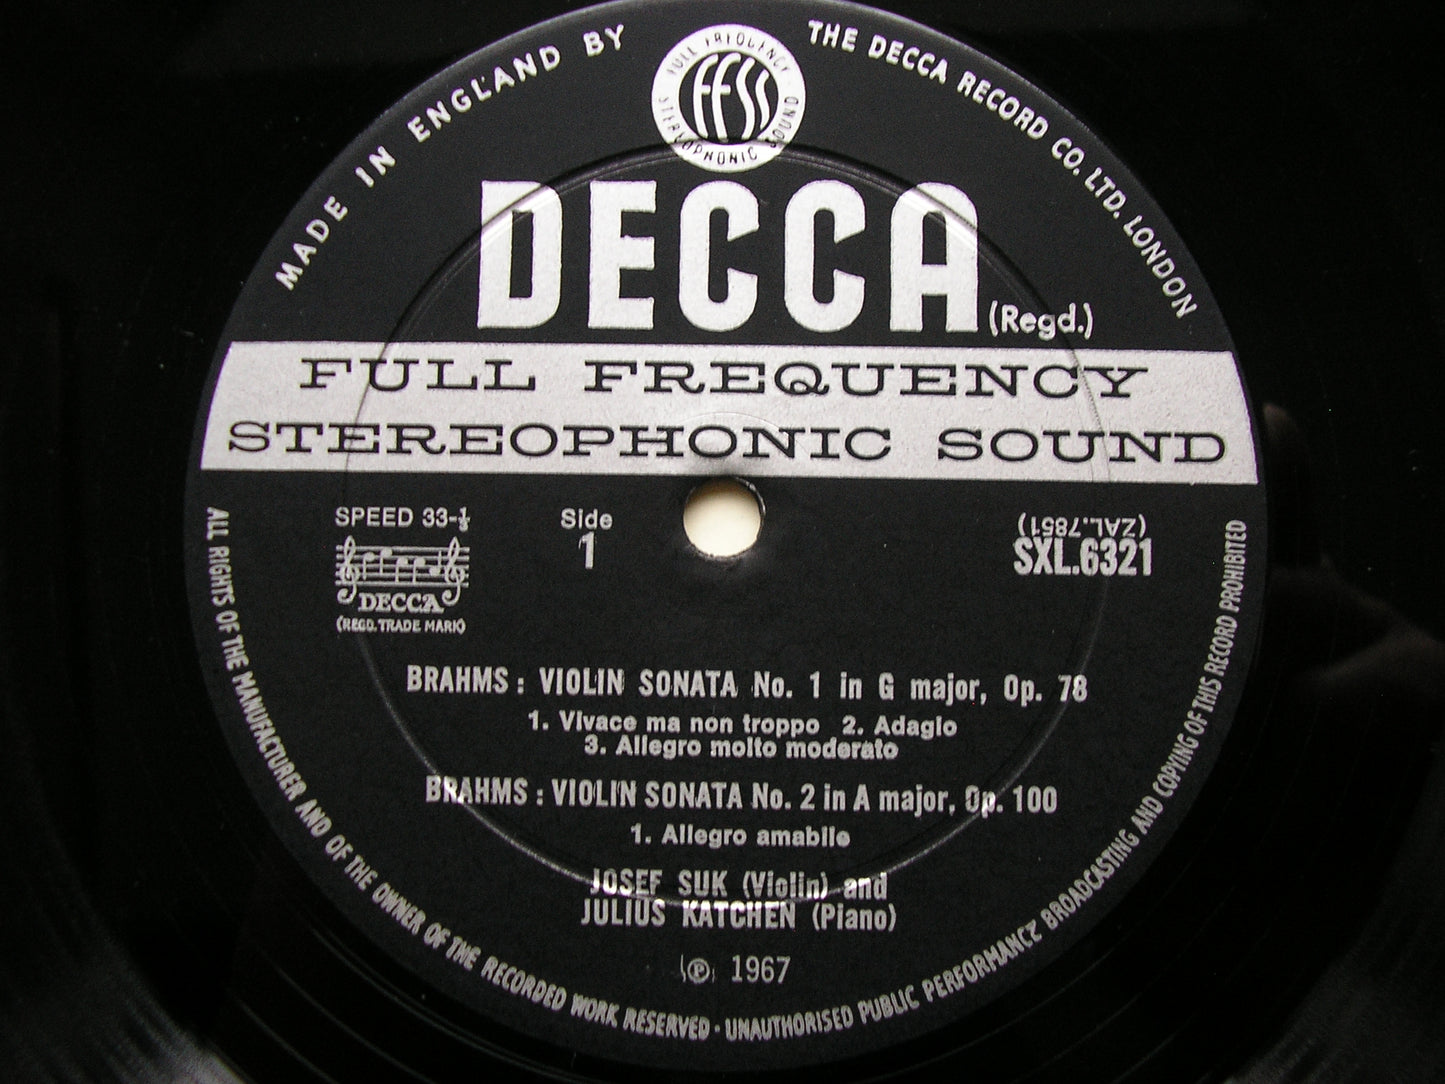 MADE IN ENGLAND BY
THE DECCA RECORD CO. LTD. LONDON
FULL FREQUENCY
FFSS
STEREOPHONIC SOUND
DECCA
(Regd.)
FULL FREQUENCY
STEREOPHONIC SOUND
SPEED 33-⅓
Side
1
(ZAL.7851)
SXL.6321
DECCA
(REGD. TRADE MARK)
BRAHMS : VIOLIN SONATA No. 1 in G major, Op. 78
1. Vivace ma non troppo 2. Adagio
3. Allegro molto moderato
BRAHMS : VIOLIN SONATA No. 2 in A major, Op. 100
1. Allegro amabile
JOSEF SUK (Violin) and
JULIUS KATCHEN (Piano)
℗ 1967
ALL RIGHTS OF THE MANUFACTURER AND OF THE OWNER OF THE RECORDED WORK RESERVED · UNAUTHORISED PUBLIC PERFORMANCE BROADCASTING AND COPYING OF THIS RECORD PROHIBITED